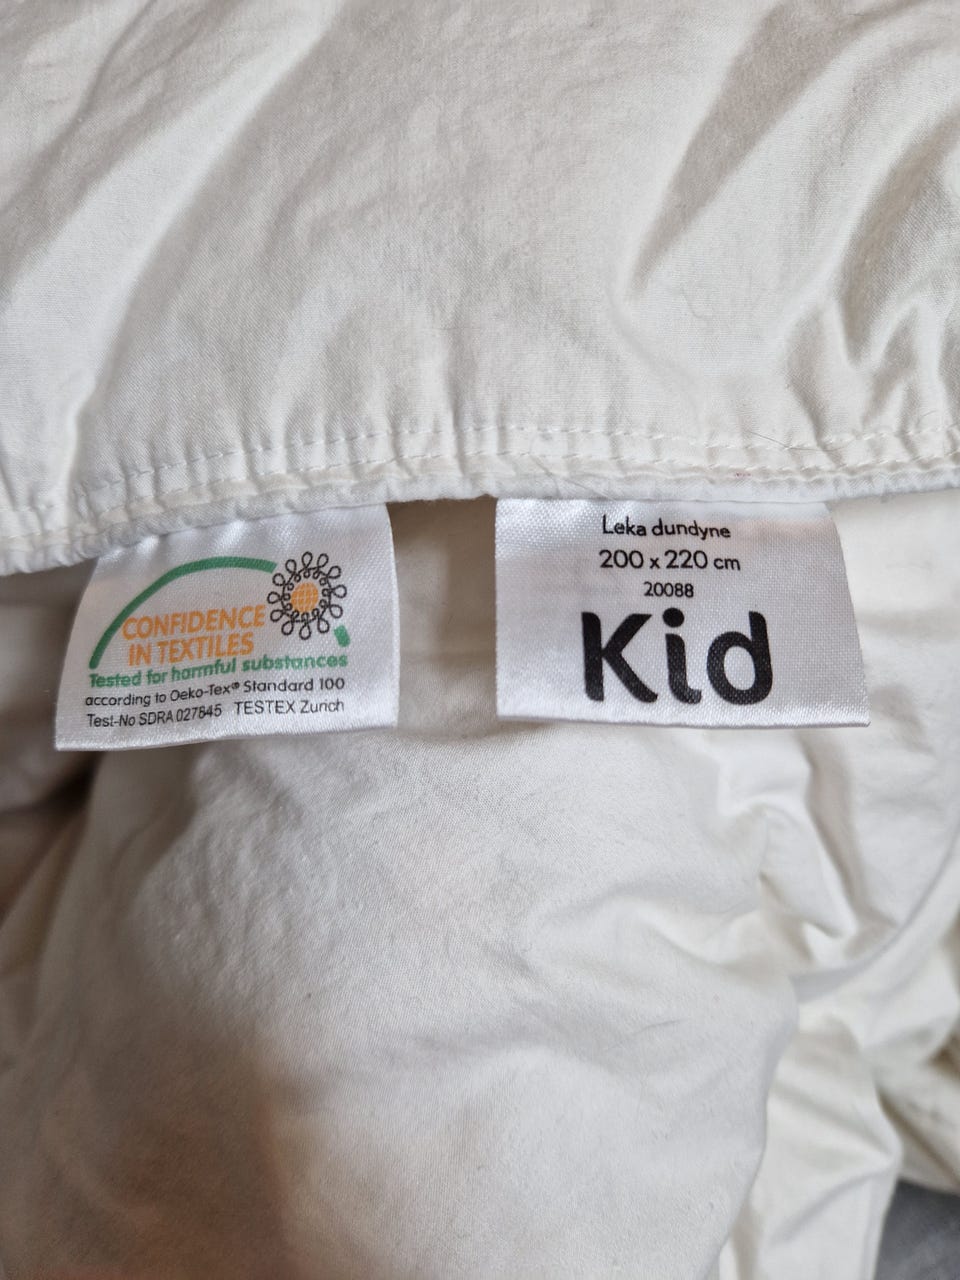 CONFIDENCE
IN TEXTILES
Tested for harmful substances
according to Oeko-Tex® Standard 100
Test-No SDRA 027845 TESTEX Zurich
Leka dundyne
200 x 220 cm
20088
Kid